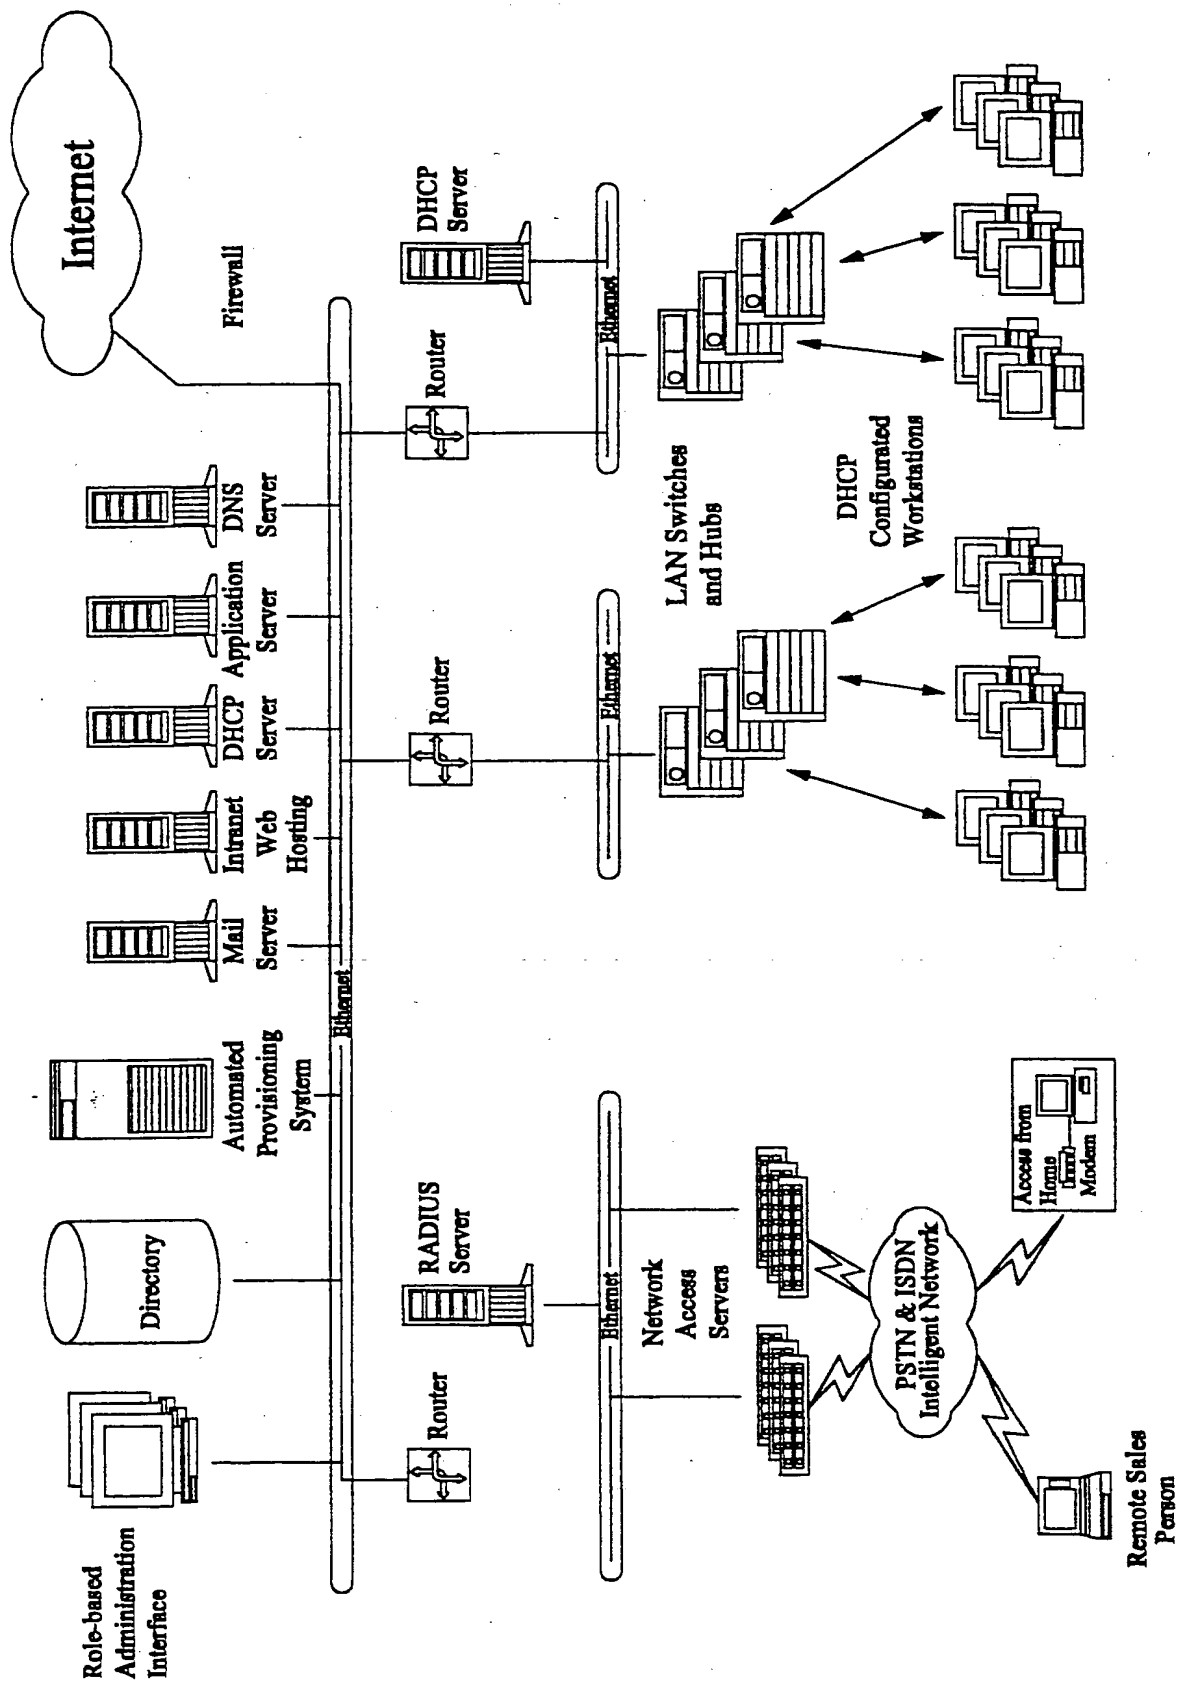 Internet
Firewall
DNS
Server
Application
Server
DHCP
Server
Intranet
Web
Hosting
Mail
Server
Automated
Provisioning
System
Directory
Role-based
Administration
Interface
Ethernet
Router
RADIUS
Server
Router
Router
DHCP
Server
Ethernet
Ethernet
Ethernet
Network
Access
Servers
LAN Switches
and Hubs
DHCP
Configurated
Workstations
PSTN & ISDN
Intelligent Network
Access from
Home
Modem
Remote Sales
Person